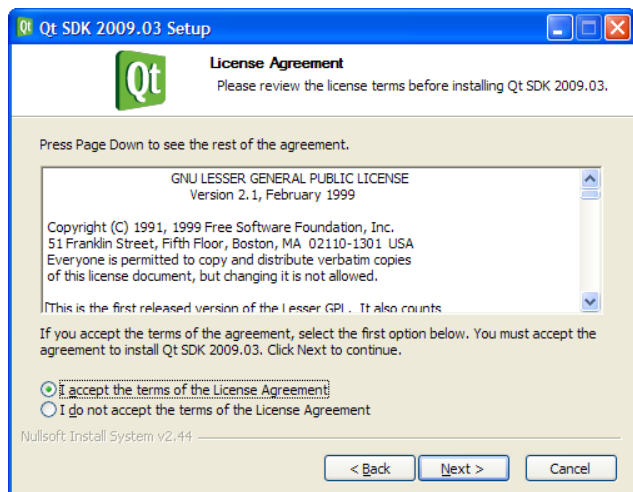 Qt SDK 2009.03 Setup
Qt
License Agreement
Please review the license terms before installing Qt SDK 2009.03.
Press Page Down to see the rest of the agreement.
GNU LESSER GENERAL PUBLIC LICENSE
Version 2.1, February 1999
Copyright (C) 1991, 1999 Free Software Foundation, Inc.
51 Franklin Street, Fifth Floor, Boston, MA  02110-1301  USA
Everyone is permitted to copy and distribute verbatim copies
of this license document, but changing it is not allowed.
[This is the first released version of the Lesser GPL.  It also counts
If you accept the terms of the agreement, select the first option below. You must accept the
agreement to install Qt SDK 2009.03. Click Next to continue.
I accept the terms of the License Agreement
I do not accept the terms of the License Agreement
Nullsoft Install System v2.44
< Back
Next >
Cancel